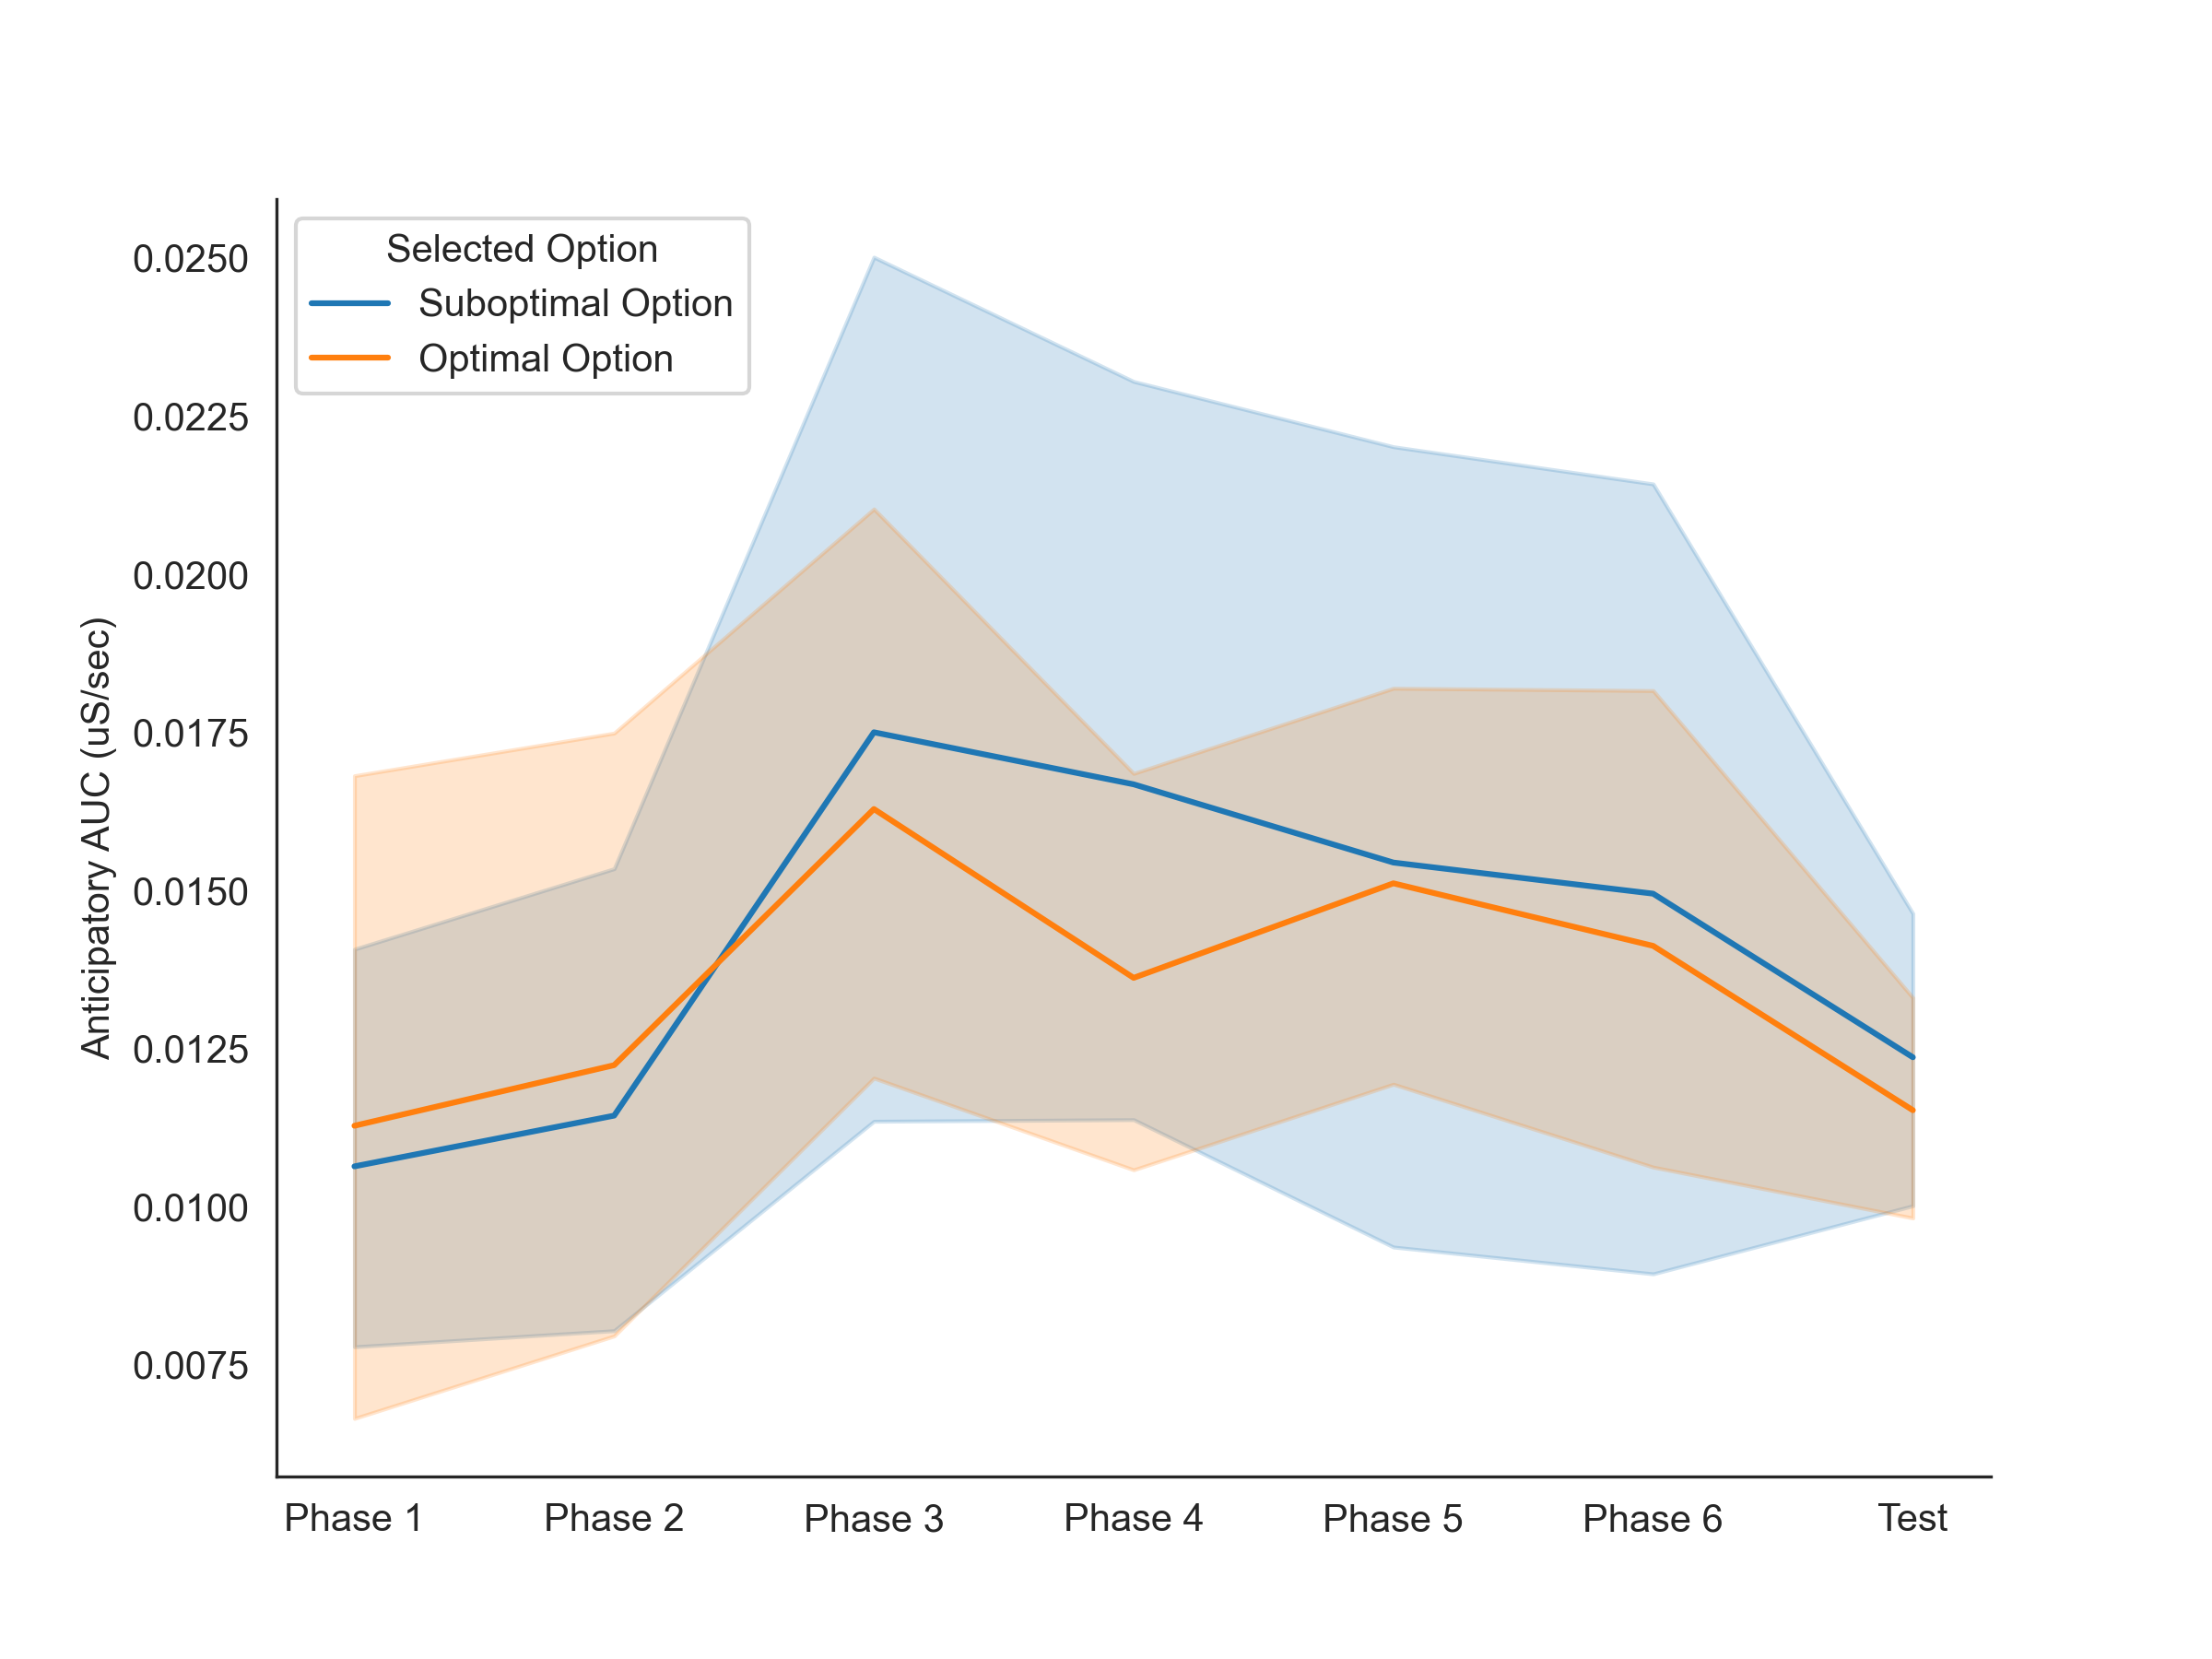 Selected Option
Suboptimal Option
Optimal Option
Anticipatory AUC (uS/sec)
0.0250
0.0225
0.0200
0.0175
0.0150
0.0125
0.0100
0.0075
Phase 1
Phase 2
Phase 3
Phase 4
Phase 5
Phase 6
Test